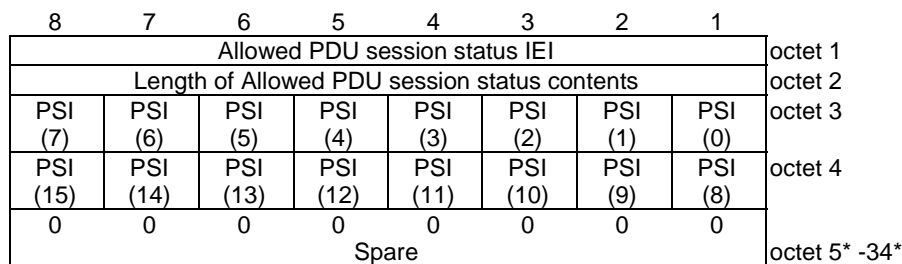 8 7 6 5 4 3 2 1
Allowed PDU session status IEI octet 1
Length of Allowed PDU session status contents octet 2
PSI PSI PSI PSI PSI PSI PSI PSI octet 3
(7) (6) (5) (4) (3) (2) (1) (0)
PSI PSI PSI PSI PSI PSI PSI PSI octet 4
(15) (14) (13) (12) (11) (10) (9) (8)
0 0 0 0 0 0 0 0
Spare octet 5* -34*